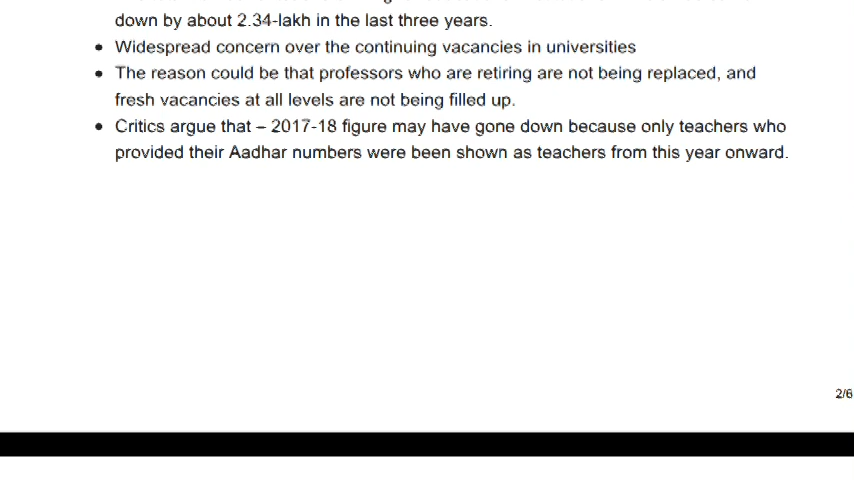 down by about 2.34-lakh in the last three years.
• Widespread concern over the continuing vacancies in universities
• The reason could be that professors who are retiring are not being replaced, and
fresh vacancies at all levels are not being filled up.
• Critics argue that – 2017-18 figure may have gone down because only teachers who
provided their Aadhar numbers were been shown as teachers from this year onward.
2/6